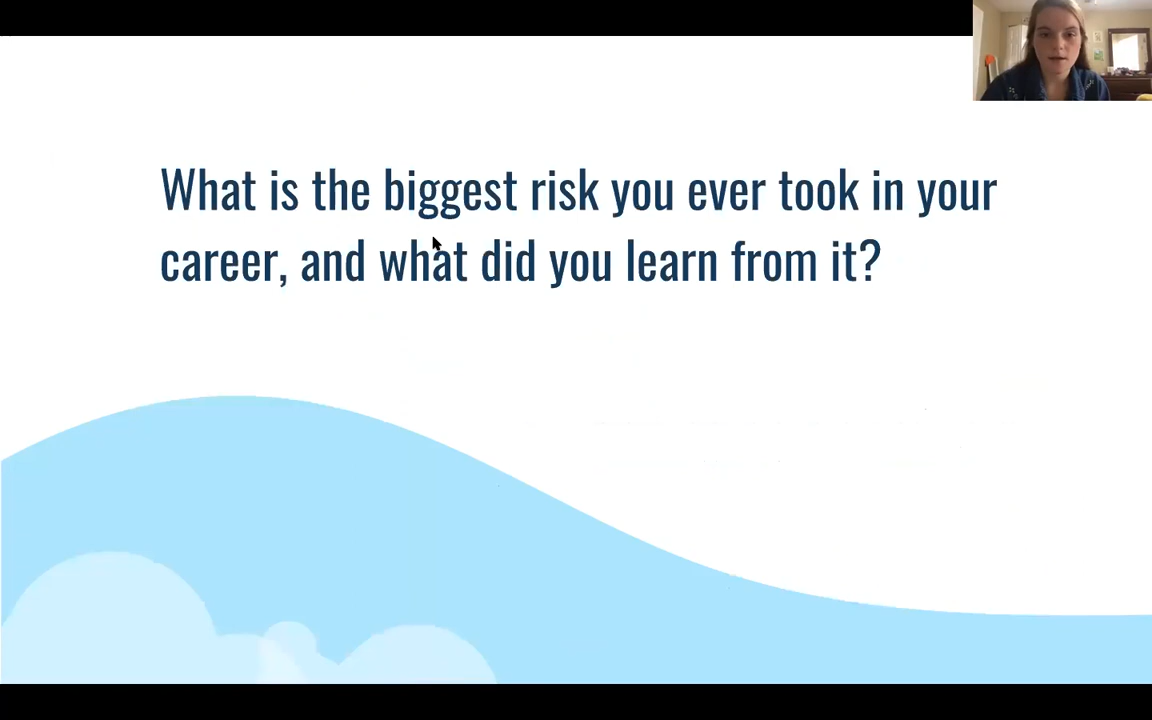 What is the biggest risk you ever took in your
career, and what did you learn from it?